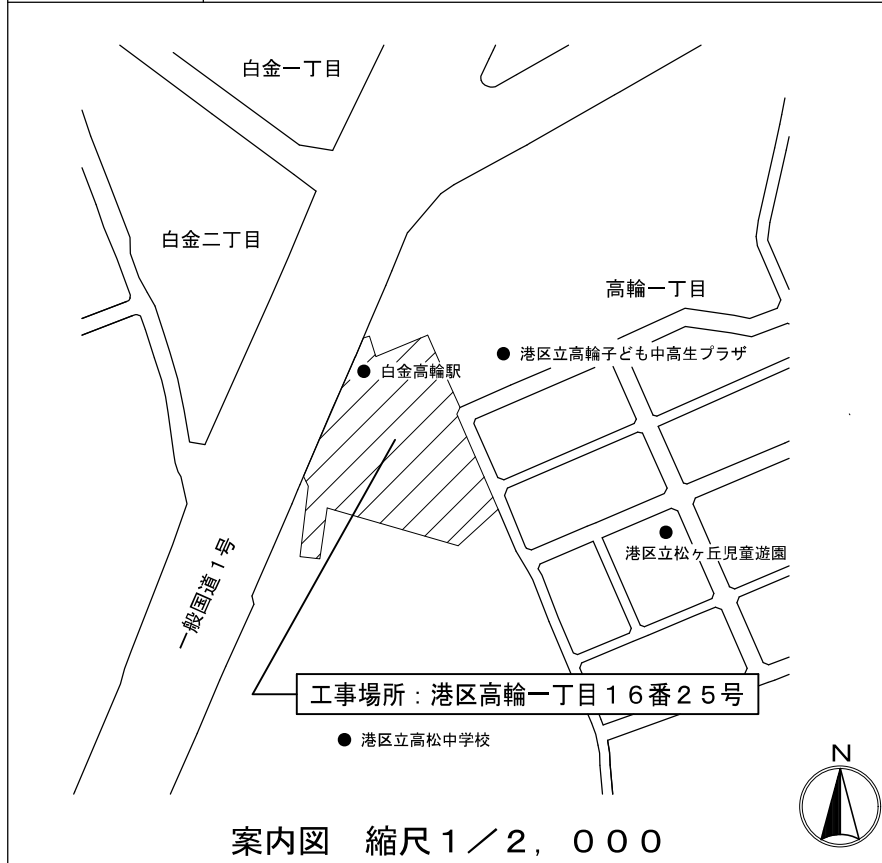 白金一丁目
白金二丁目
高輪一丁目
港区立高輪子ども中高生プラザ
白金高輪駅
港区立松ヶ丘児童遊園
一般国道1号
工事場所：港区高輪一丁目１６番２５号
港区立高松中学校
N
案内図　縮尺１／２，０００